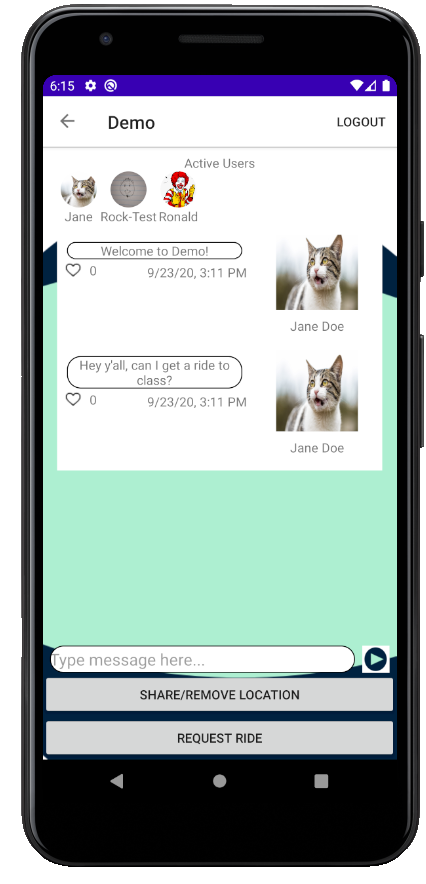 6:15
Demo
LOGOUT
Active Users
Jane
Rock-Test
Ronald
Welcome to Demo!
0
9/23/20, 3:11 PM
Jane Doe
Hey y'all, can I get a ride to
class?
0
9/23/20, 3:11 PM
Jane Doe
Type message here...
SHARE/REMOVE LOCATION
REQUEST RIDE